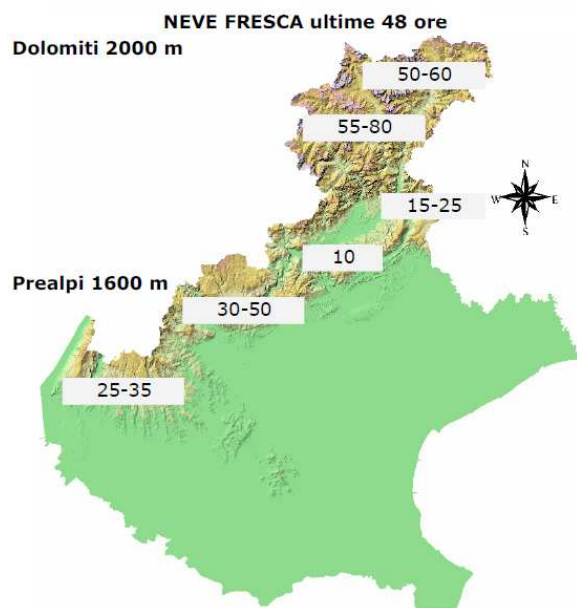 NEVE FRESCA ultime 48 ore
Dolomiti 2000 m
50-60
55-80
N
W E
S
15-25
10
Prealpi 1600 m
30-50
25-35